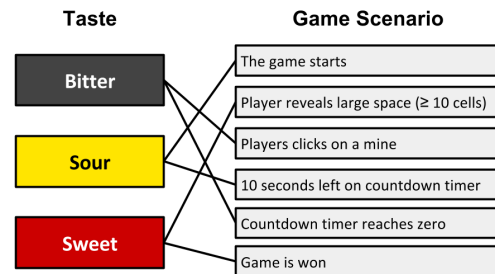 Taste
Game Scenario
Bitter
Sour
Sweet
The game starts
Player reveals large space (≥ 10 cells)
Players clicks on a mine
10 seconds left on countdown timer
Countdown timer reaches zero
Game is won